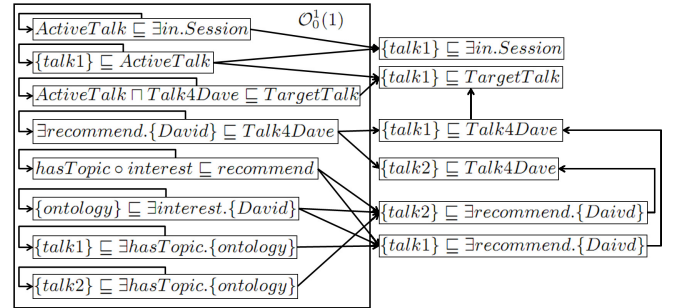 𝒪₀¹(1)
ActiveTalk ⊑ ∃in.Session
{talk1} ⊑ ActiveTalk
ActiveTalk ⊓ Talk4Dave ⊑ TargetTalk
∃recommend.{David} ⊑ Talk4Dave
hasTopic ∘ interest ⊑ recommend
{ontology} ⊑ ∃interest.{David}
{talk1} ⊑ ∃hasTopic.{ontology}
{talk2} ⊑ ∃hasTopic.{ontology}
{talk1} ⊑ ∃in.Session
{talk1} ⊑ TargetTalk
{talk1} ⊑ Talk4Dave
{talk2} ⊑ Talk4Dave
{talk2} ⊑ ∃recommend.{Daivd}
{talk1} ⊑ ∃recommend.{Daivd}